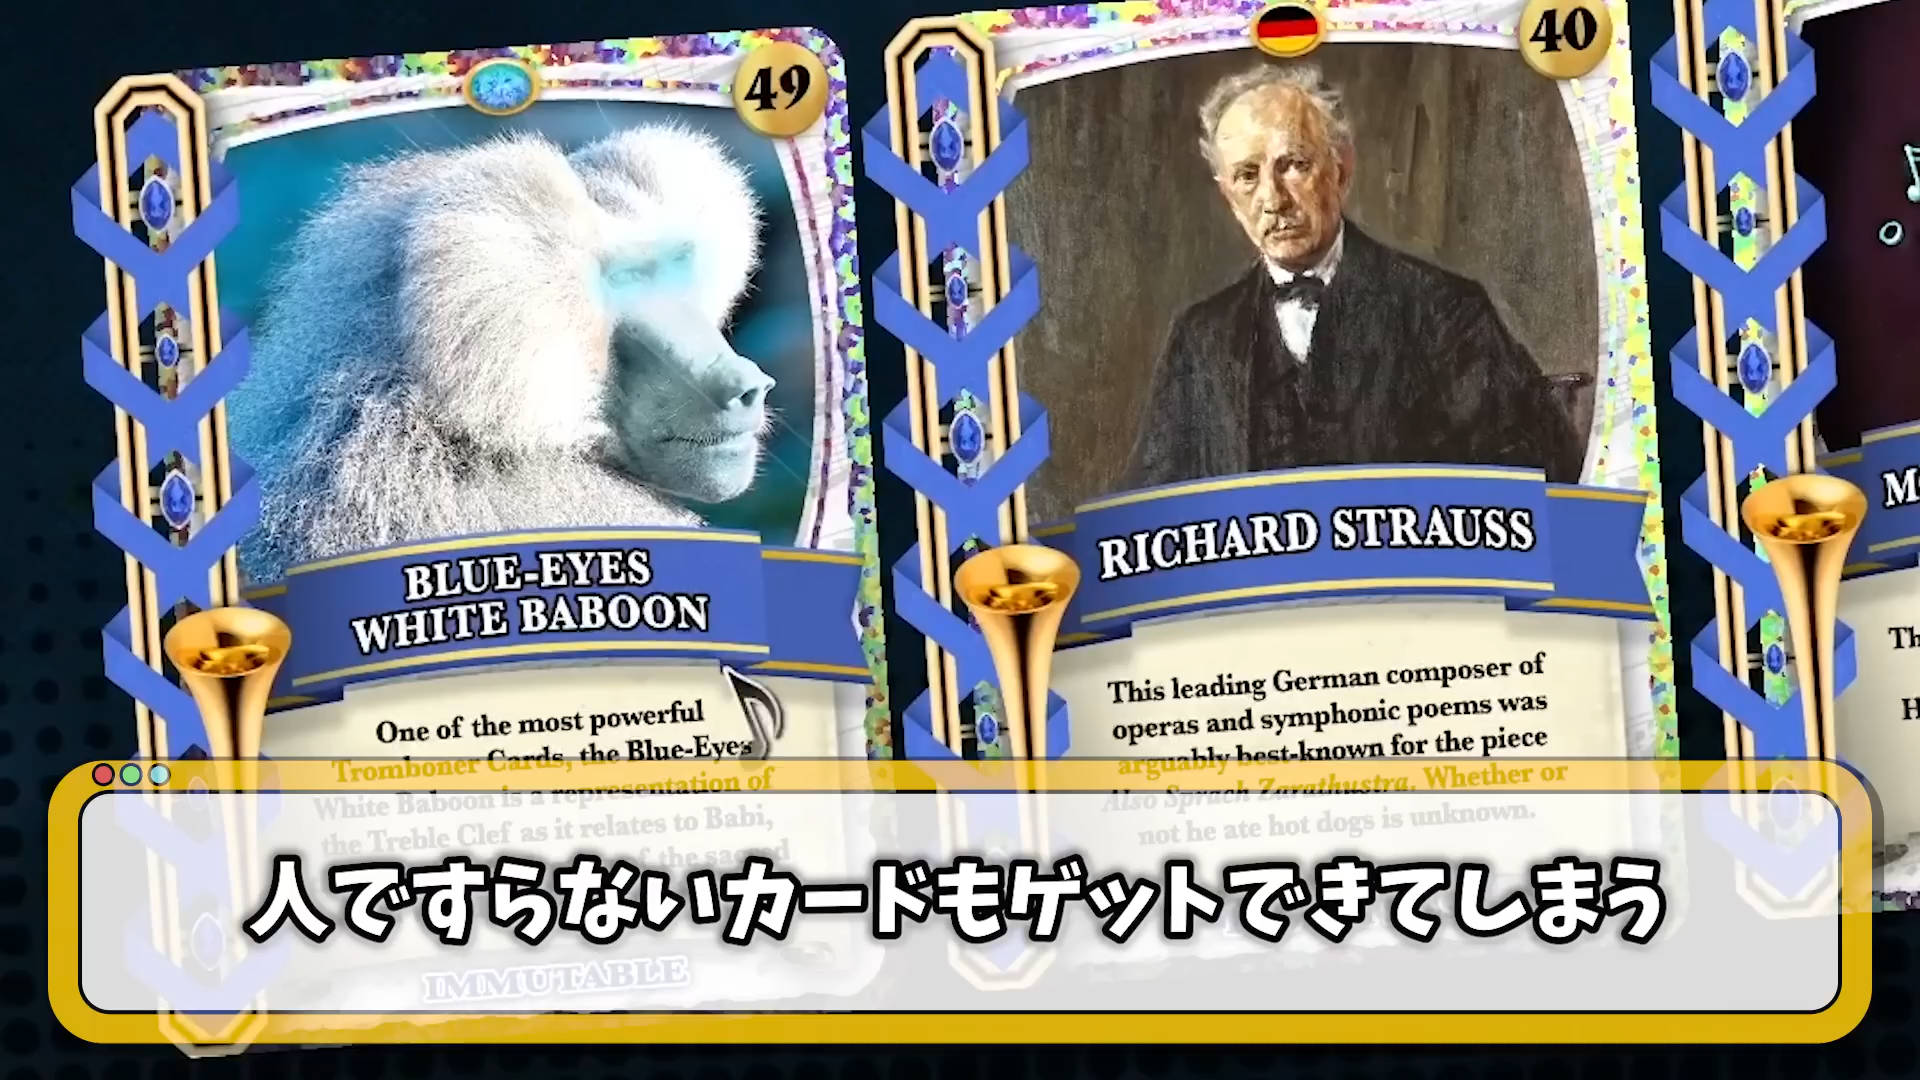 49
BLUE-EYES
WHITE BABOON
One of the most powerful
Tromboner Cards, the Blue-Eyes
White Baboon is a representation of
the Treble Clef as it relates to Babi,
of the sacred
IMMUTABLE
40
RICHARD STRAUSS
This leading German composer of
operas and symphonic poems was
arguably best-known for the piece
Also Sprach Zarathustra. Whether or
not he ate hot dogs is unknown.
人ですらないカードもゲットできてしまう